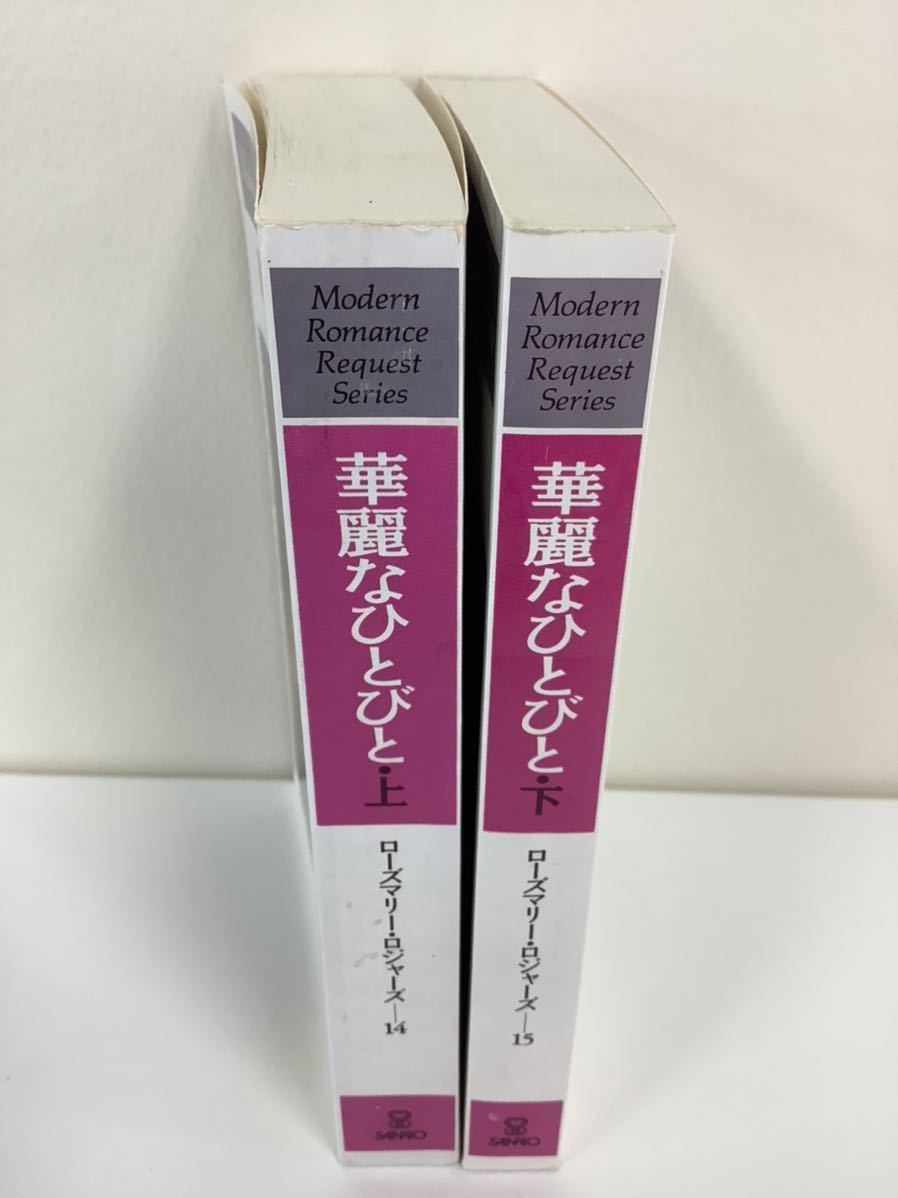 Modern
Romance
Request
Series
華麗なひとびと・上
ローズマリー・ロジャーズ—14
SANRIO
Modern
Romance
Request
Series
華麗なひとびと・下
ローズマリー・ロジャーズ—15
SANRIO